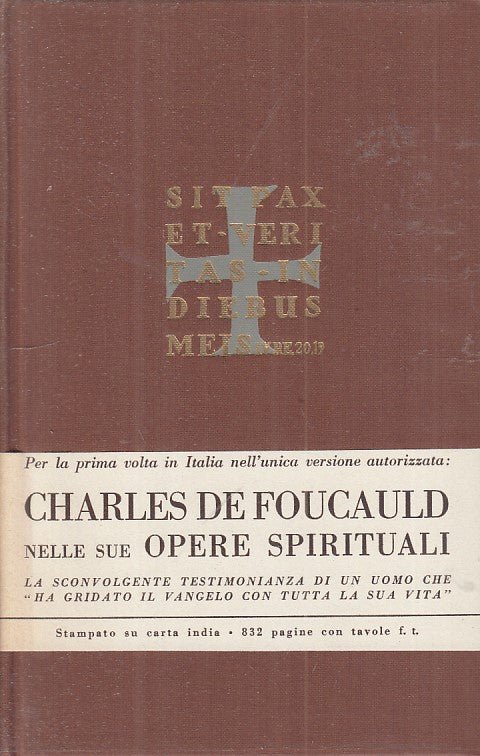 SIT PAX
ET-VERI
TAS-IN
DIEBUS
MEIS 20,19
Per la prima volta in Italia nell'unica versione autorizzata:
CHARLES DE FOUCAULD
NELLE SUE OPERE SPIRITUALI
LA SCONVOLGENTE TESTIMONIANZA DI UN UOMO CHE
"HA GRIDATO IL VANGELO CON TUTTA LA SUA VITA"
Stampato su carta india • 832 pagine con tavole f. t.